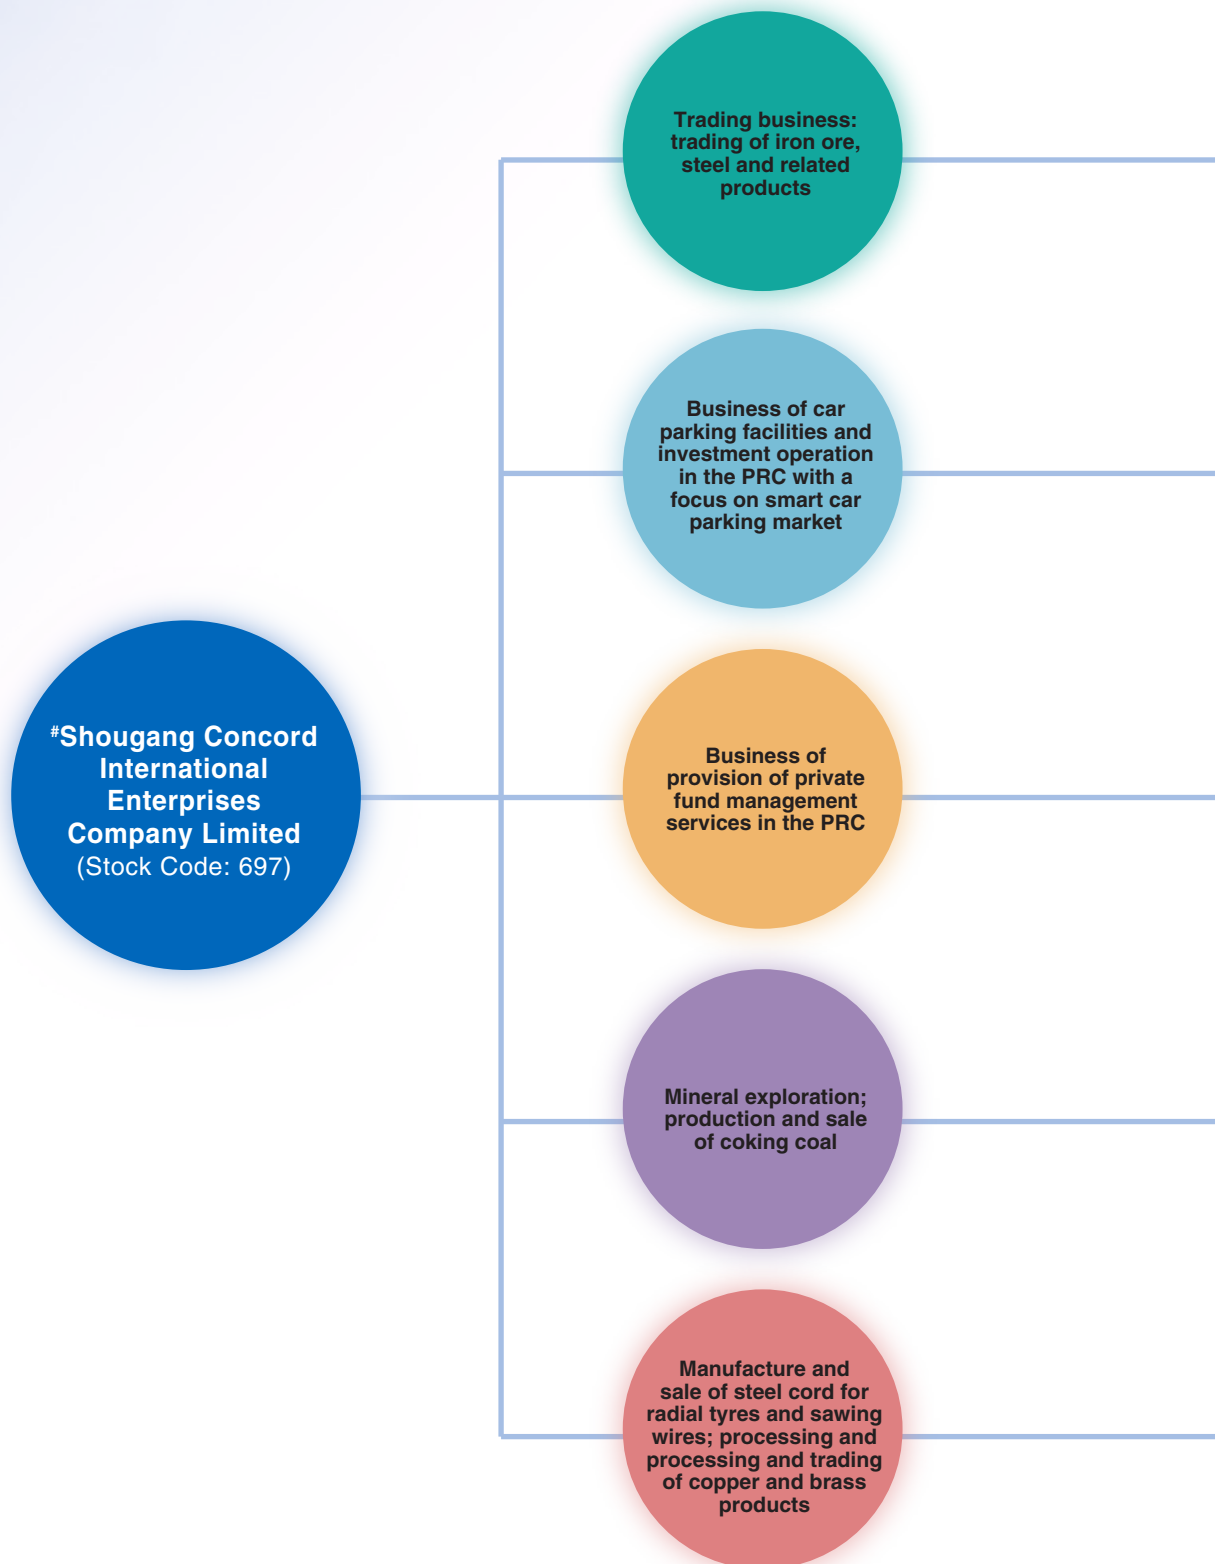 Trading business:
trading of iron ore,
steel and related
products
Business of car
parking facilities and
investment operation
in the PRC with a
focus on smart car
parking market
#Shougang Concord
International
Enterprises
Company Limited
(Stock Code: 697)
Business of
provision of private
fund management
services in the PRC
Mineral exploration;
production and sale
of coking coal
Manufacture and
sale of steel cord for
radial tyres and sawing
wires; processing and
processing and trading
of copper and brass
products